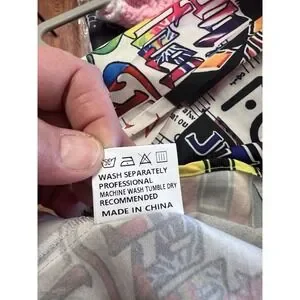 WASH SEPARATELY
PROFESSIONAL
MACHINE WASH TUMBLE DRY
RECOMMENDED
MADE IN CHINA